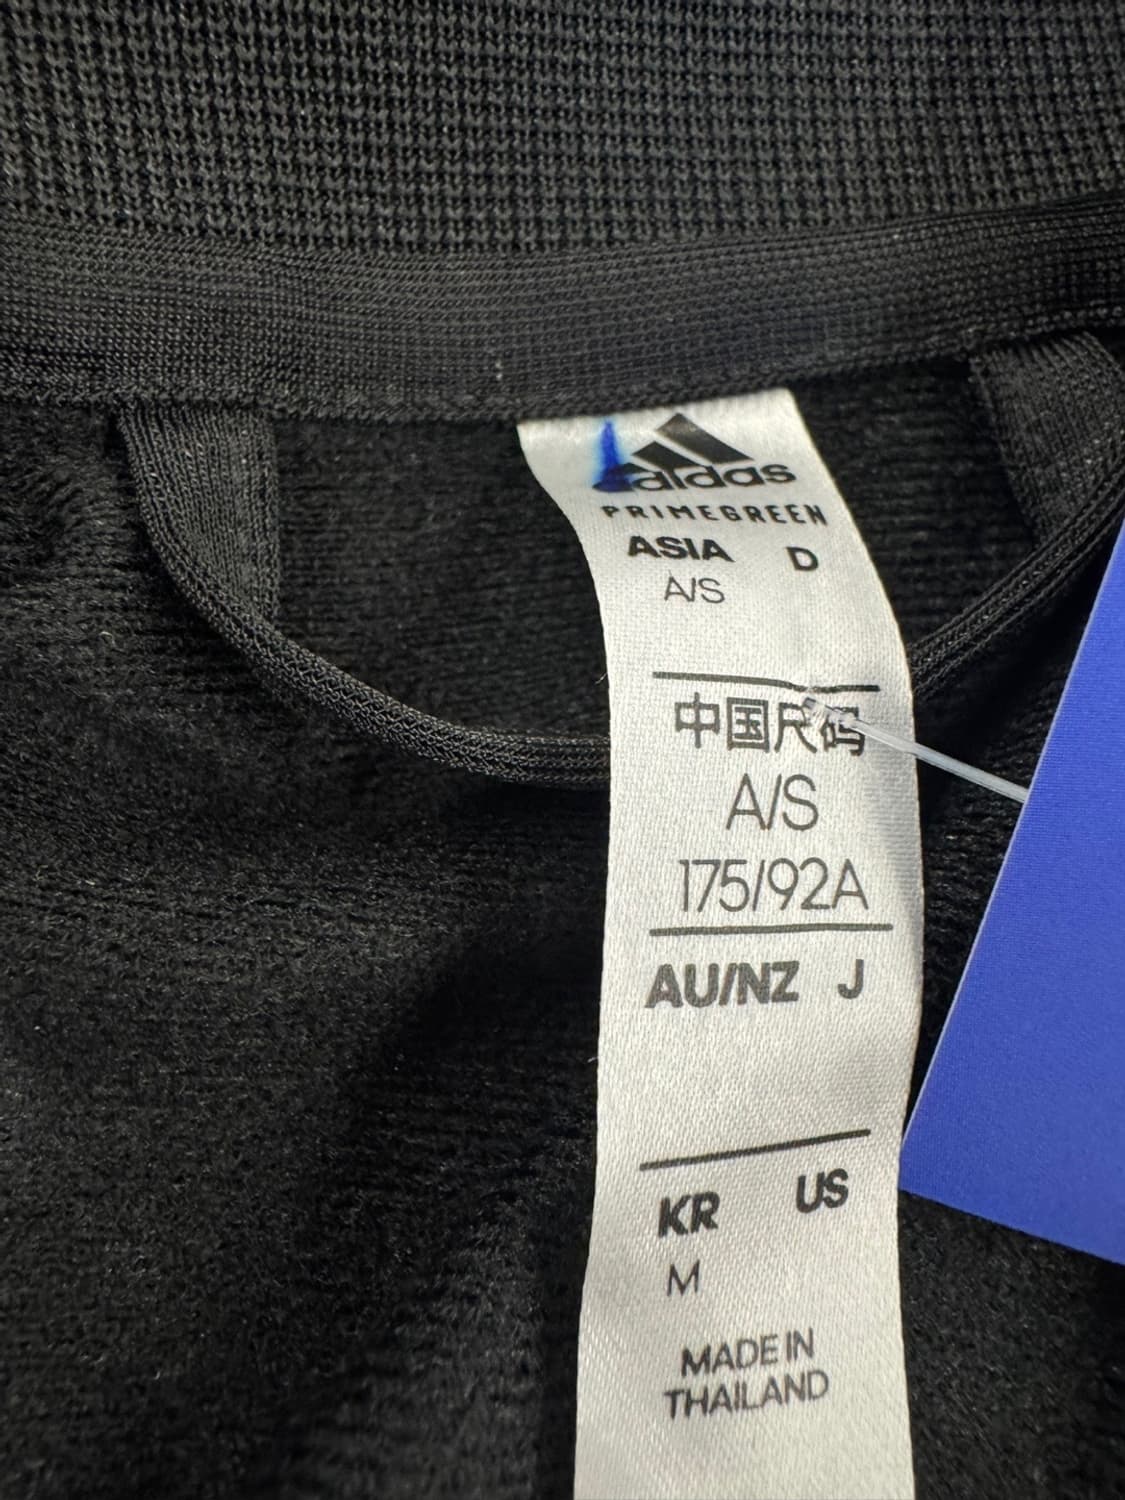 adidas
PRIMEGREEN
ASIA D
A/S
中国尺码
A/S
175/92A
AU/NZ J
KR US
M
MADE IN
THAILAND